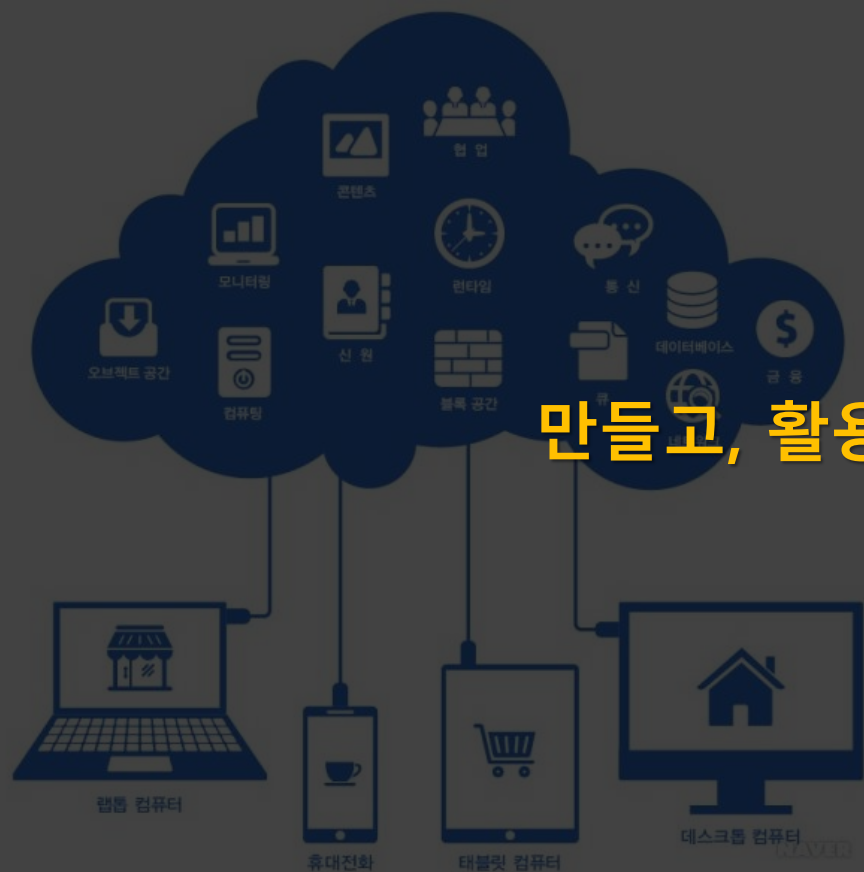 협 업
콘텐츠
모니터링
런타임
통 신
신 원
데이터베이스
오브젝트 공간
금 융
컴퓨팅
블록 공간
큐
만들고, 활용
랩톱 컴퓨터
데스크톱 컴퓨터
휴대전화
태블릿 컴퓨터
NAVER